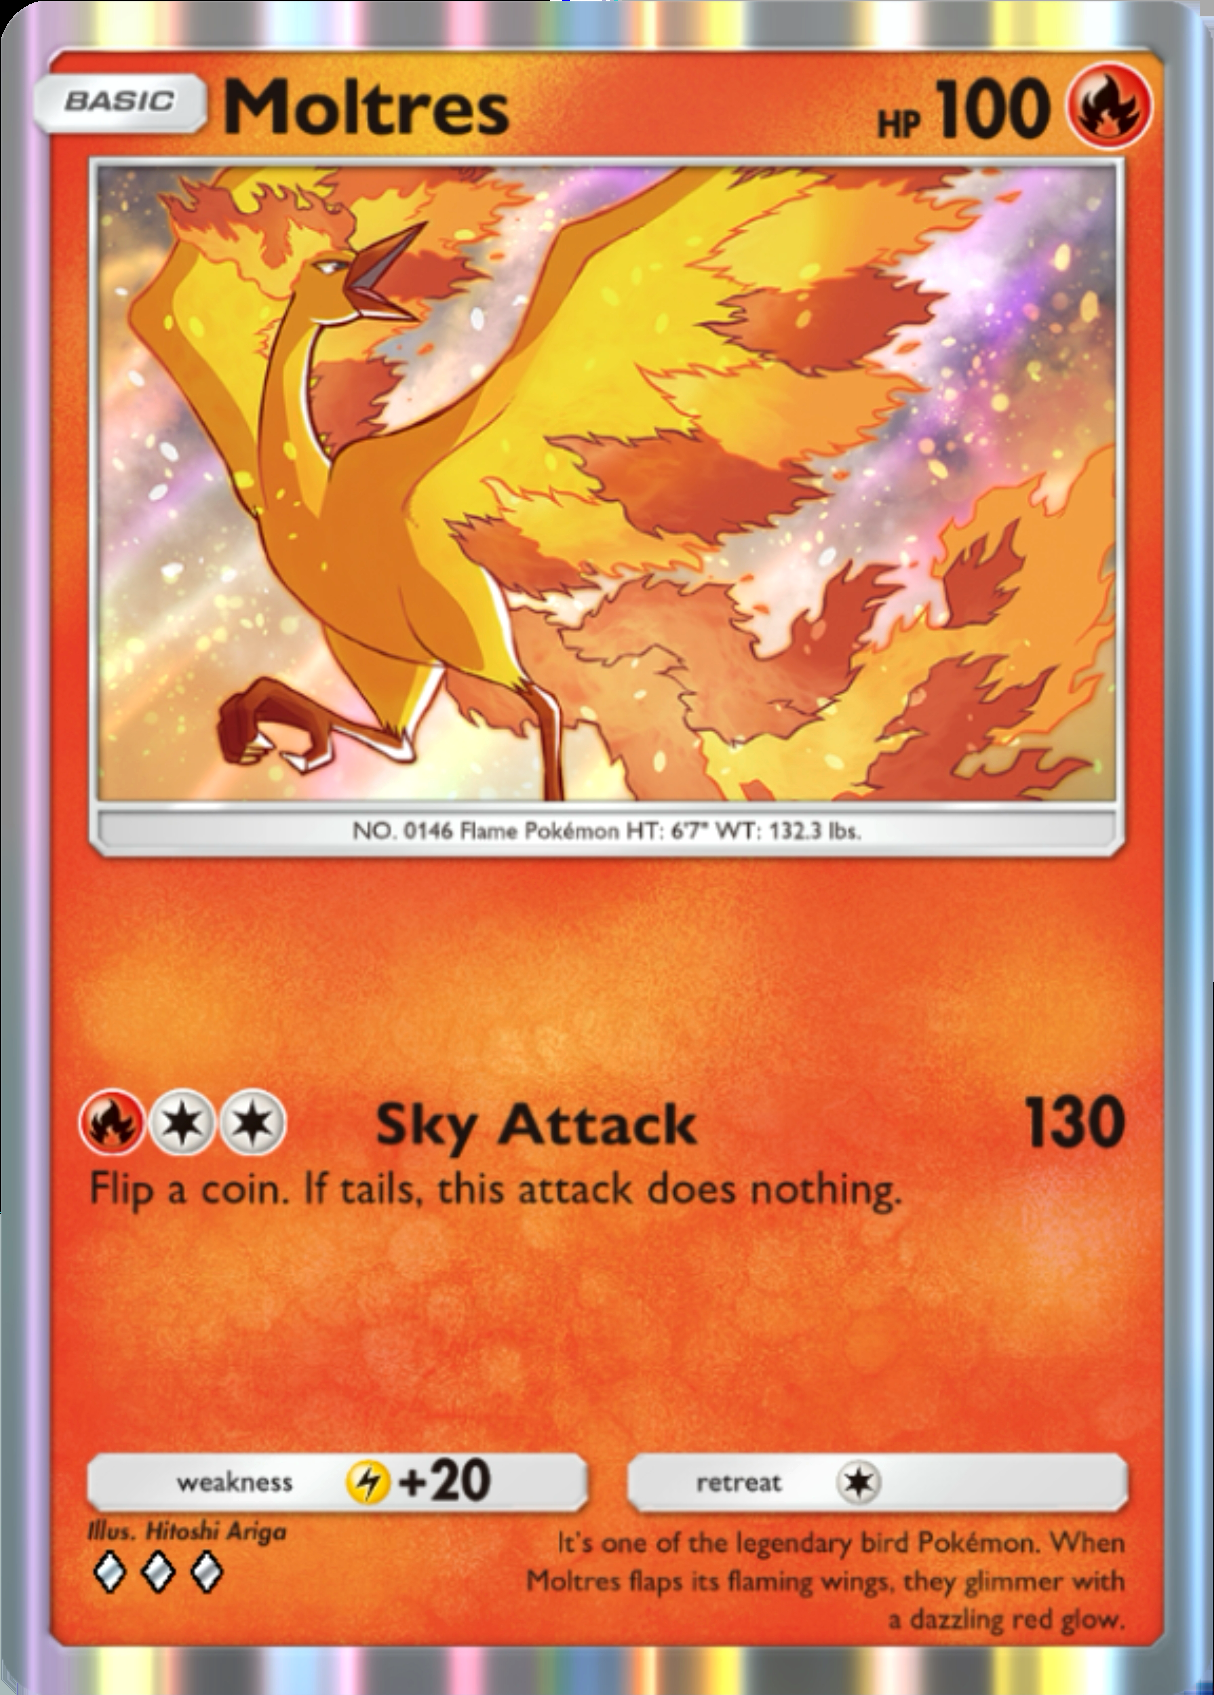 BASIC Moltres HP 100
NO. 0146 Flame Pokémon HT: 6'7" WT: 132.3 lbs.
Sky Attack 130
Flip a coin. If tails, this attack does nothing.
weakness +20 retreat
Illus. Hitoshi Ariga
It's one of the legendary bird Pokémon. When
Moltres flaps its flaming wings, they glimmer with
a dazzling red glow.